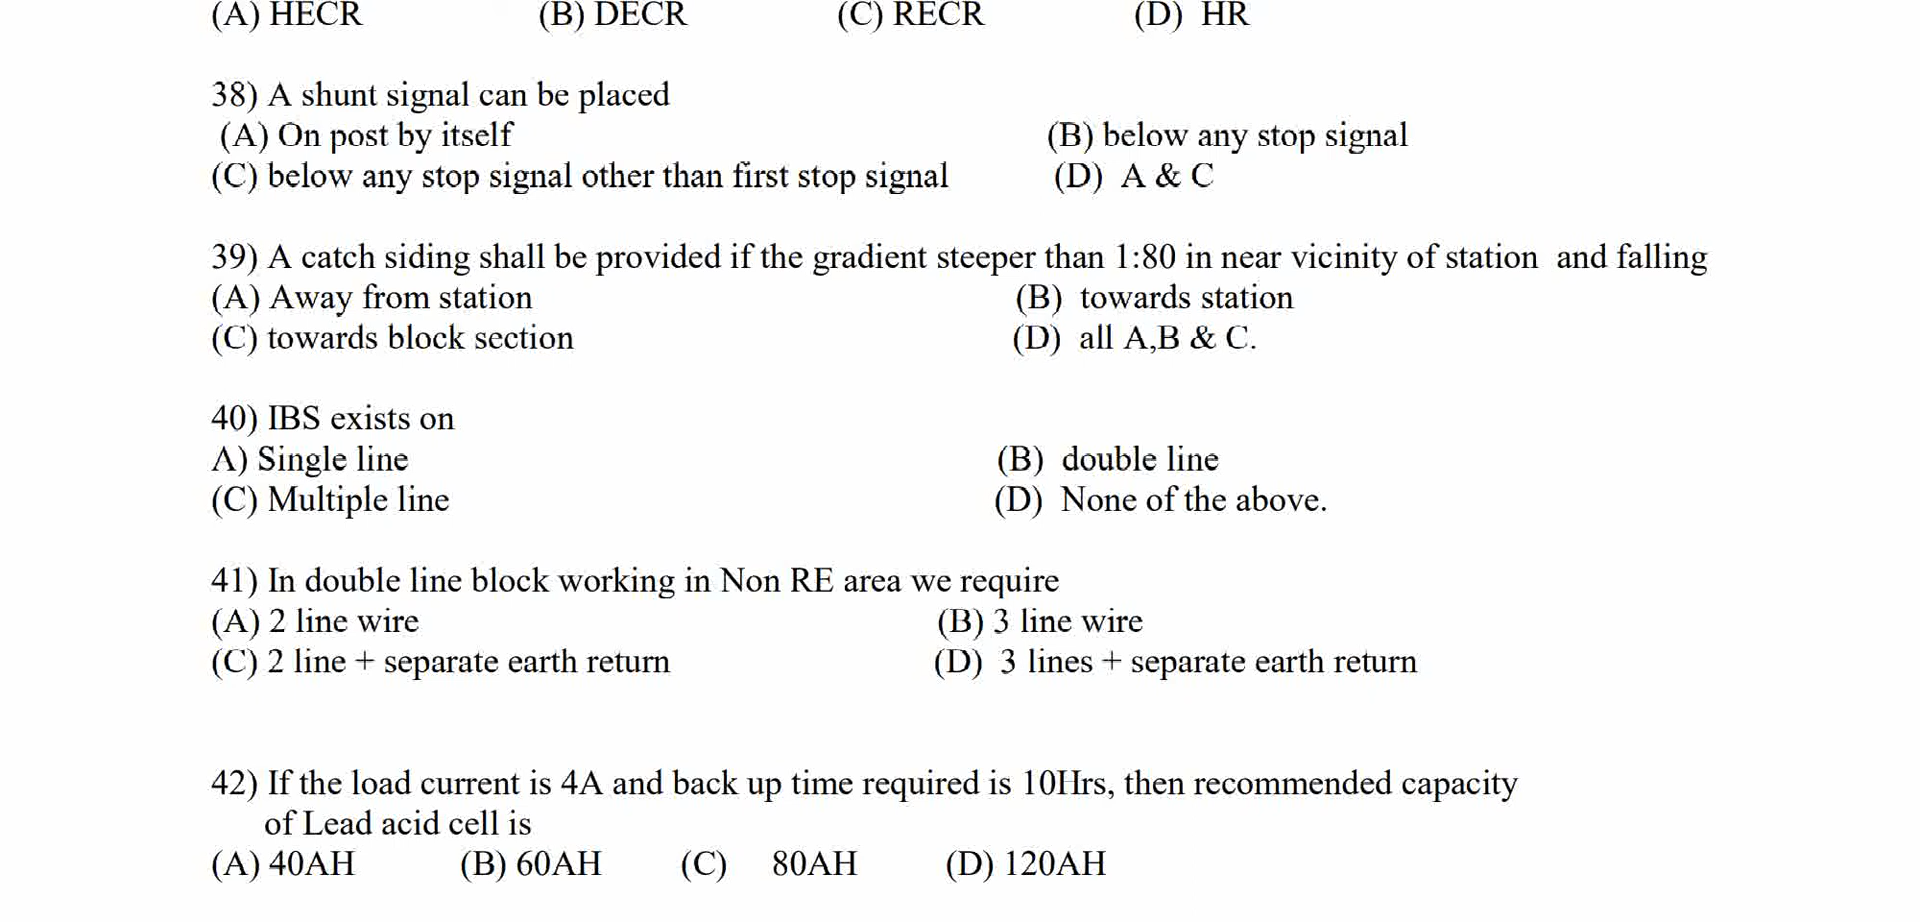 (A) HECR (B) DECR (C) RECR (D) HR
38) A shunt signal can be placed
(A) On post by itself (B) below any stop signal
(C) below any stop signal other than first stop signal (D) A & C
39) A catch siding shall be provided if the gradient steeper than 1:80 in near vicinity of station and falling
(A) Away from station (B) towards station
(C) towards block section (D) all A,B & C.
40) IBS exists on
A) Single line (B) double line
(C) Multiple line (D) None of the above.
41) In double line block working in Non RE area we require
(A) 2 line wire (B) 3 line wire
(C) 2 line + separate earth return (D) 3 lines + separate earth return
42) If the load current is 4A and back up time required is 10Hrs, then recommended capacity
of Lead acid cell is
(A) 40AH (B) 60AH (C) 80AH (D) 120AH